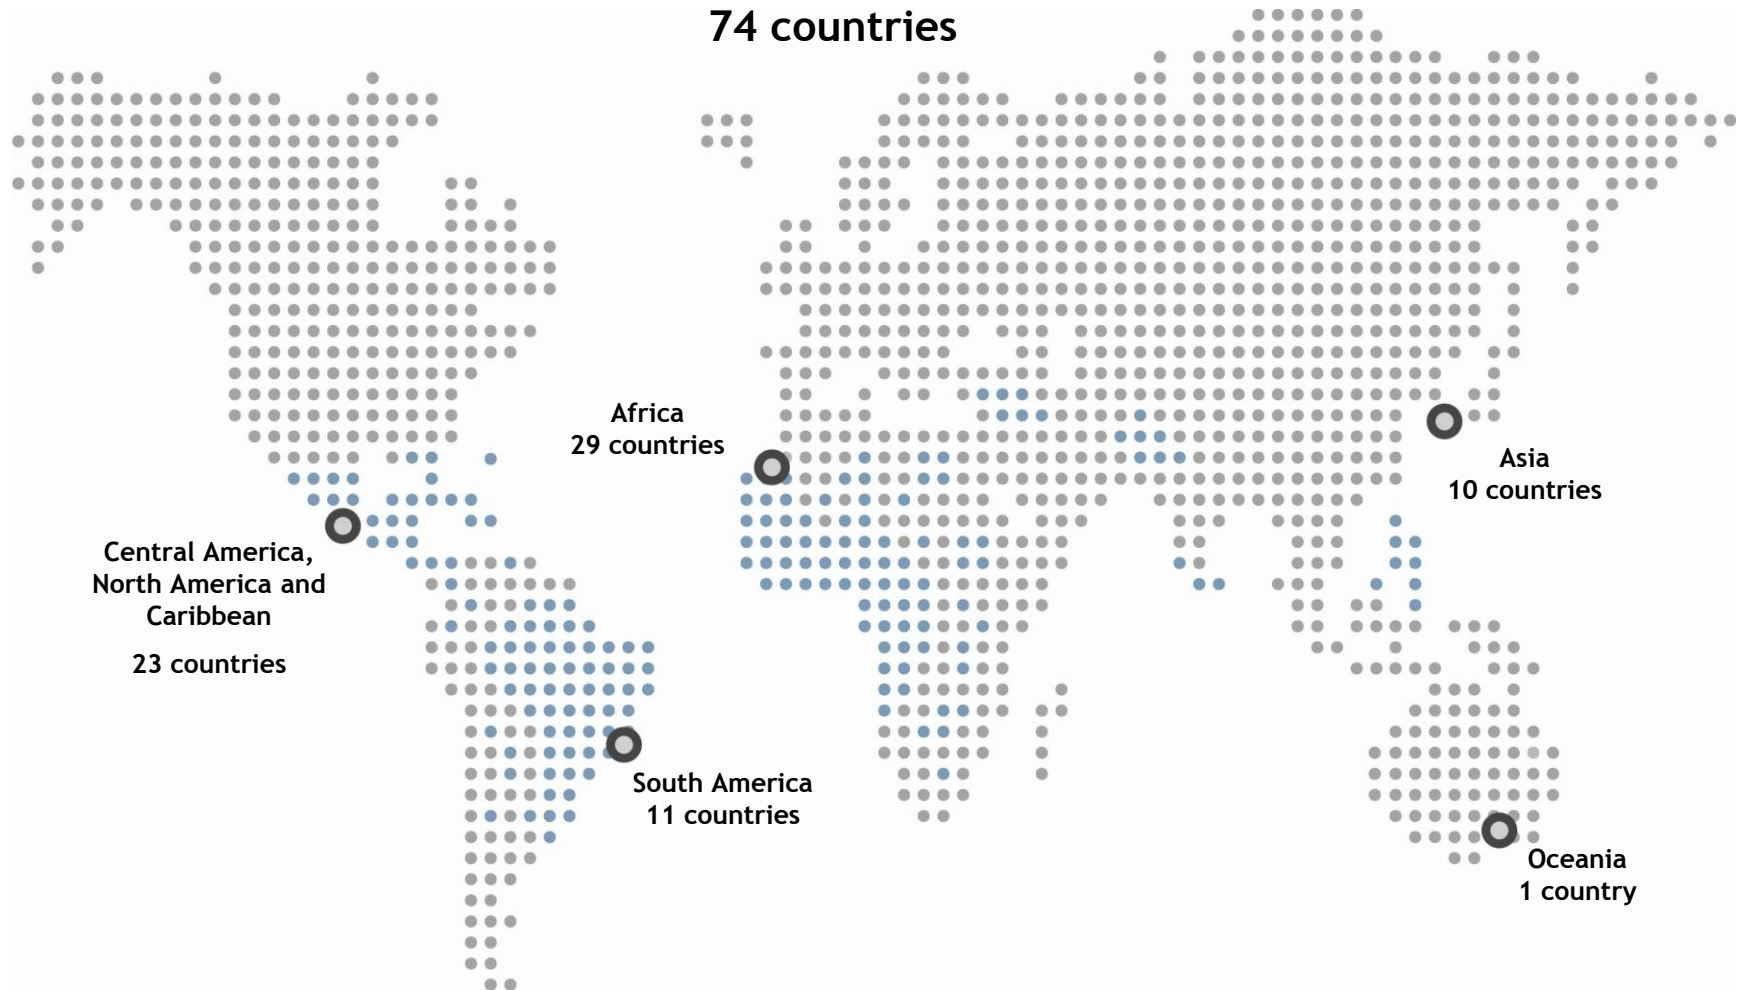 74 countries
Africa
29 countries
Asia
10 countries
Central America,
North America and
Caribbean
23 countries
South America
11 countries
Oceania
1 country